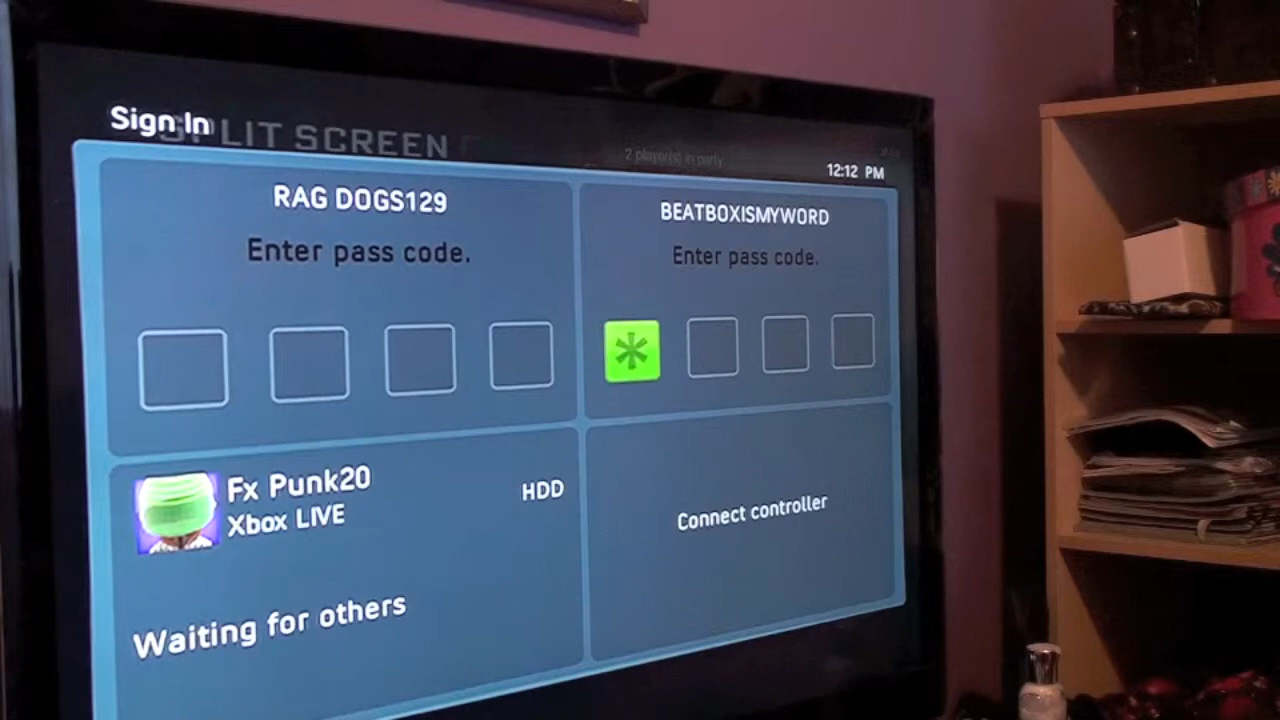 Sign In
SPLIT SCREEN
2 player(s) in party
12:12 PM
RAG DOGS129
Enter pass code.
BEATBOXISMYWORD
Enter pass code.
Fx Punk20
Xbox LIVE
HDD
Waiting for others
Connect controller